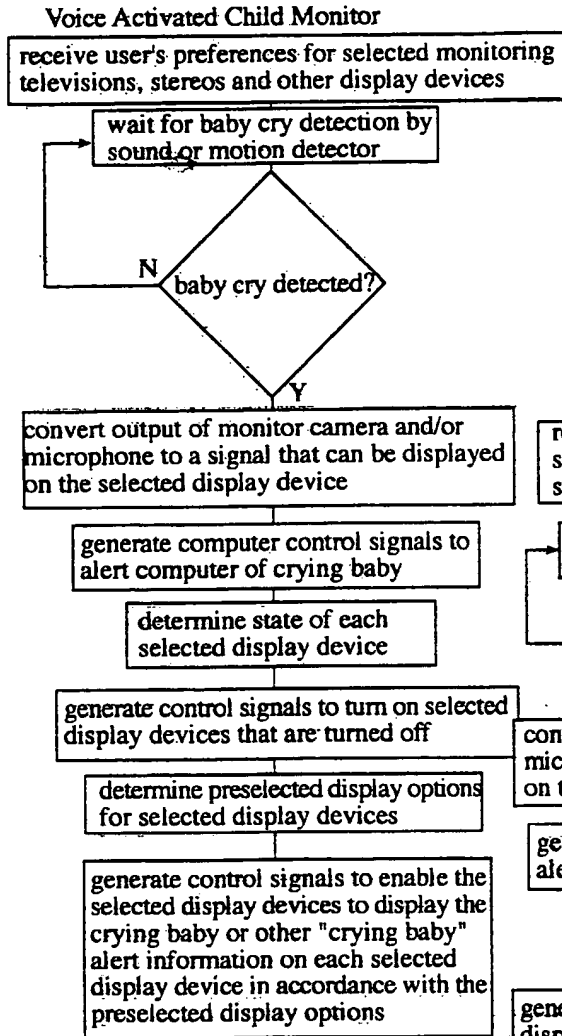 Voice Activated Child Monitor
receive user's preferences for selected monitoring
televisions, stereos and other display devices
wait for baby cry detection by
sound or motion detector
N
baby cry detected?
Y
convert output of monitor camera and/or
microphone to a signal that can be displayed
on the selected display device
generate computer control signals to
alert computer of crying baby
determine state of each
selected display device
generate control signals to turn on selected
display devices that are turned off
determine preselected display options
for selected display devices
generate control signals to enable the
selected display devices to display the
crying baby or other "crying baby"
alert information on each selected
display device in accordance with the
preselected display options